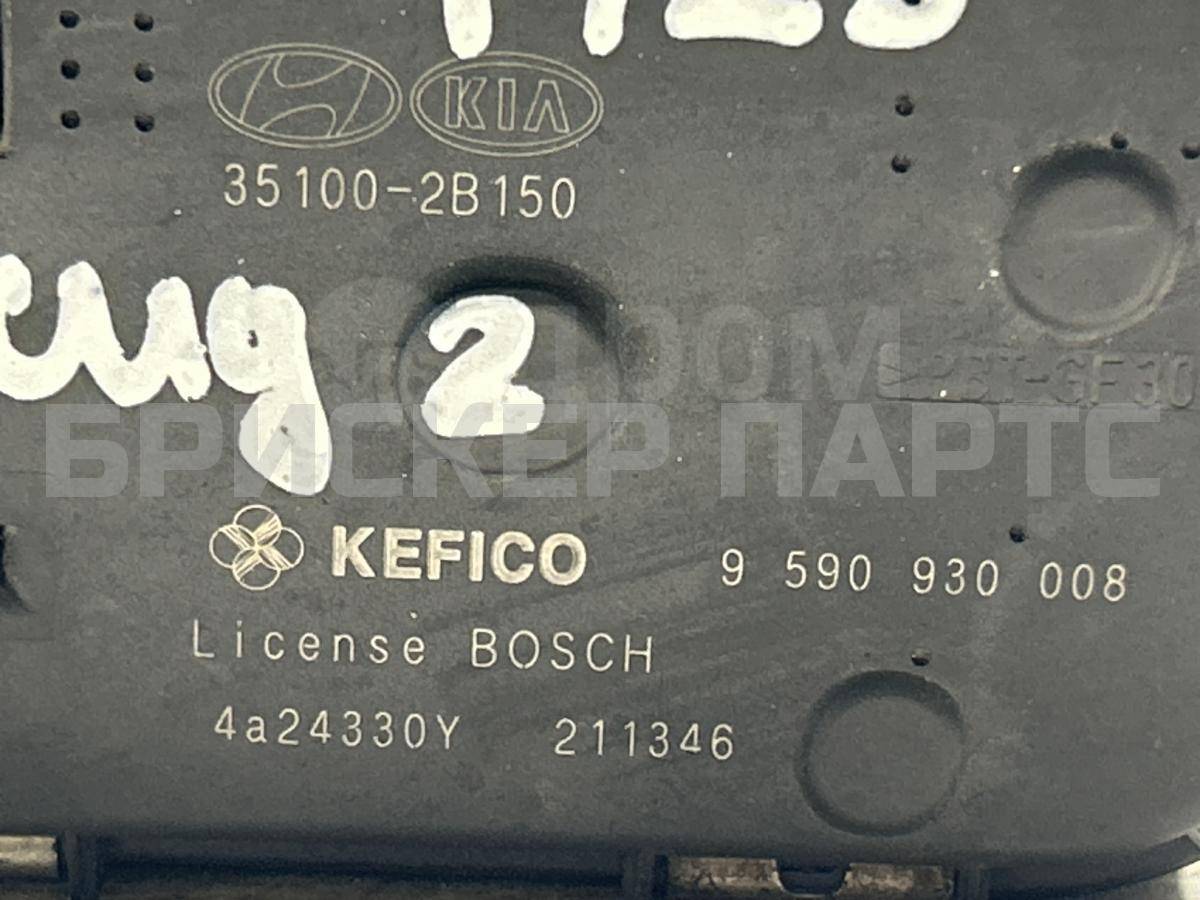 KIA
35100-2B150
2
БРИСКЕР ПАРТС
KEFICO
9 590 930 008
License BOSCH
4a24330Y 211346